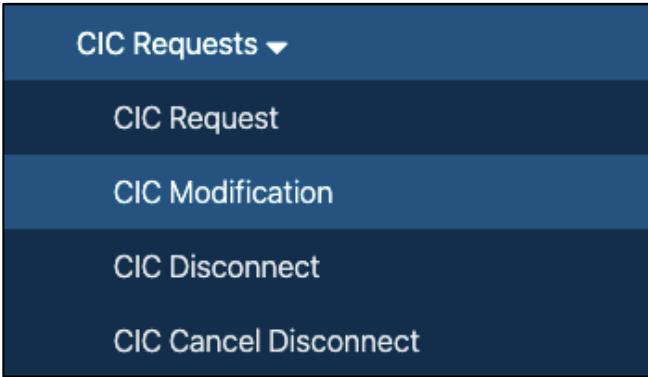 CIC Requests
CIC Request
CIC Modification
CIC Disconnect
CIC Cancel Disconnect